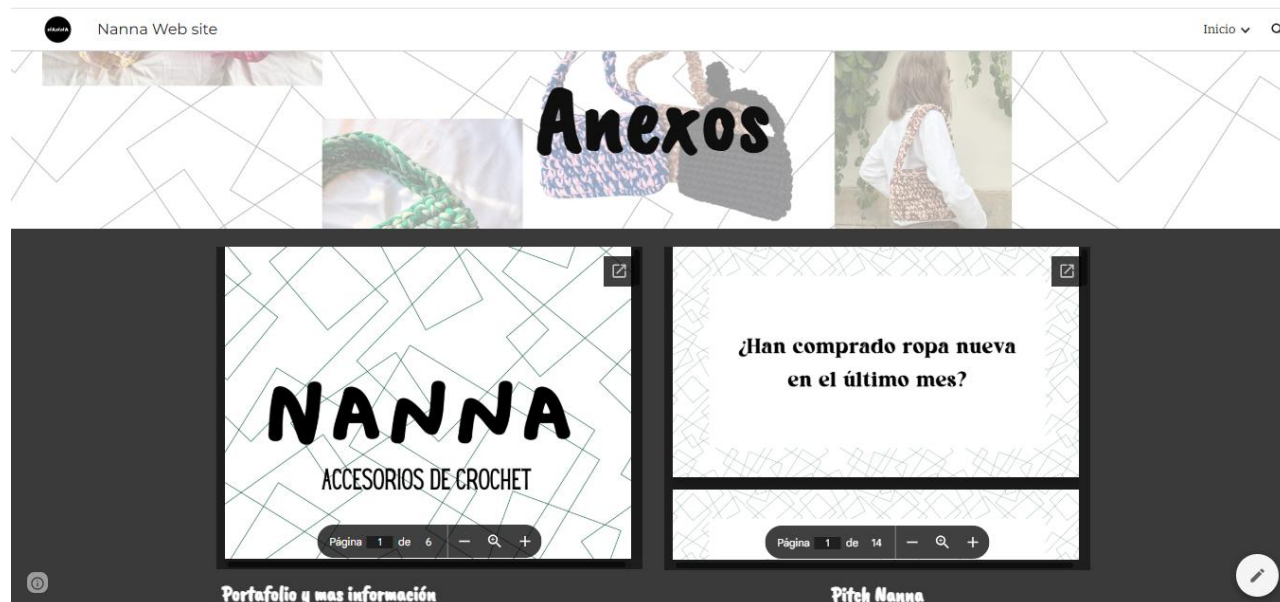 NANNA
Nanna Web site
Inicio
Anexos
NANNA
ACCESORIOS DE CROCHET
Página 1 de 6
¿Han comprado ropa nueva
en el último mes?
Página 1 de 14
Portafolio y mas información
Pitch Nanna